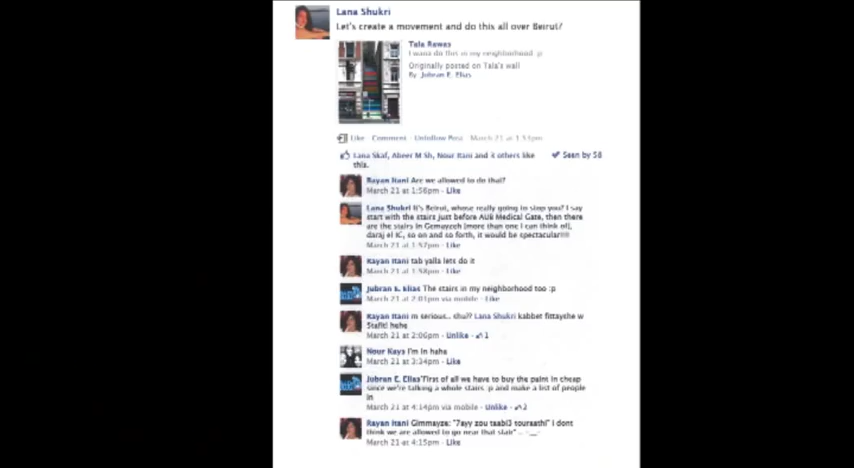 Lana Shukri
Let's create a movement and do this all over Beirut!
Tala Rawas
I wana do this in my neighborhood :p
Originally posted on Tala's wall
By Jubran E. Elias
Like · Comment · Unfollow Post · March 21 at 1:53pm
Lana Skaf, Abeer M Sh, Nour Itani and others like
this.
Seen by 58
Rayan Itani Are we allowed to do that?
March 21 at 1:56pm · Like
Lana Shukri It's Beirut, whose really going to stop you? I say
start with the stairs just before AUB Medical Gate, then there
are the stairs in Gemayzeh (more than one I can think of),
daraj el IC, so on and so forth, it would be spectacular!!!!
March 21 at 1:57pm · Like
Rayan Itani tab yalla lets do it
March 21 at 1:58pm · Like
Jubran E. Elias The stairs in my neighborhood too :p
March 21 at 2:01pm via mobile · Like
Rayan Itani m serious.. shu?? Lana Shukri kabbet fittayshe w
hehe
March 21 at 2:06pm · Unlike · 1
Nour Kays I'm in haha
March 21 at 3:34pm · Like
Jubran E. Elias First of all we have to buy the paint in cheap
since we're talking a whole stairs :p and make a list of people
in
March 21 at 4:14pm via mobile · Unlike · 2
Rayan Itani Gimmayze: "7ayy zou taabi3 tourathi" I dont
think we are allowed to go near that stair" .. -__-
March 21 at 4:15pm · Like